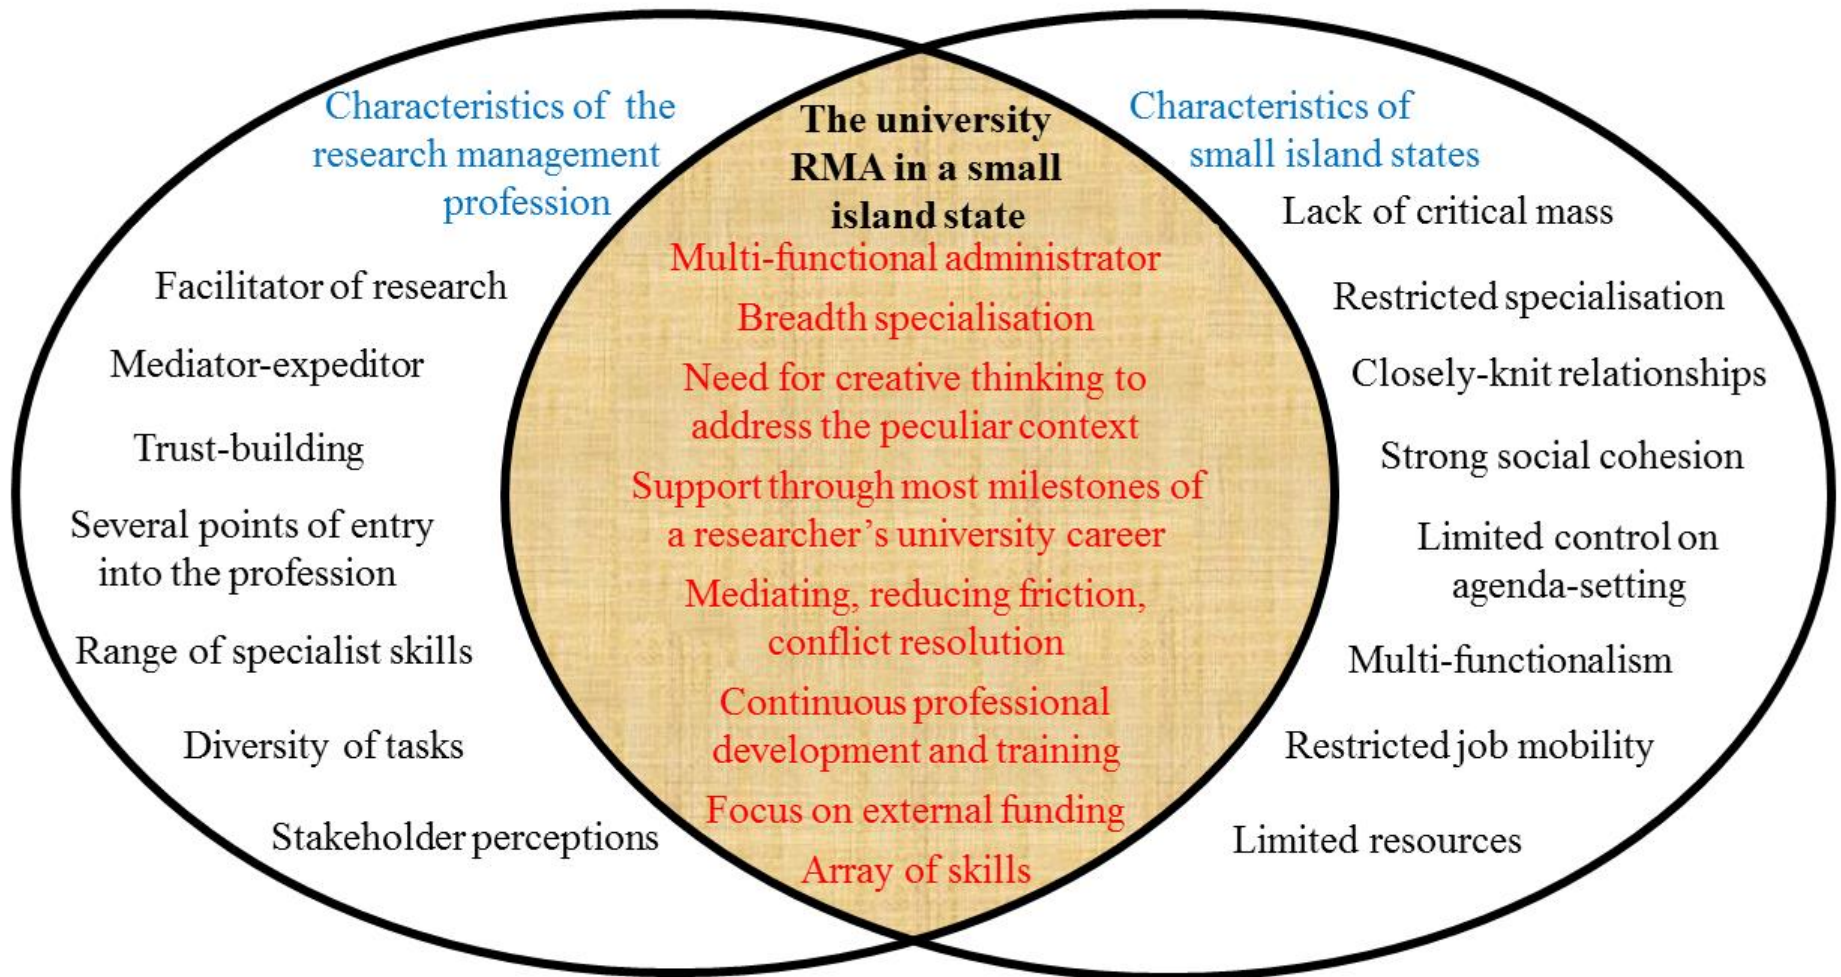 Characteristics of the
research management
profession
Facilitator of research
Mediator-expeditor
Trust-building
Several points of entry
into the profession
Range of specialist skills
Diversity of tasks
Stakeholder perceptions
The university
RMA in a small
island state
Multi-functional administrator
Breadth specialisation
Need for creative thinking to
address the peculiar context
Support through most milestones of
a researcher’s university career
Mediating, reducing friction,
conflict resolution
Continuous professional
development and training
Focus on external funding
Array of skills
Characteristics of
small island states
Lack of critical mass
Restricted specialisation
Closely-knit relationships
Strong social cohesion
Limited control on
agenda-setting
Multi-functionalism
Restricted job mobility
Limited resources